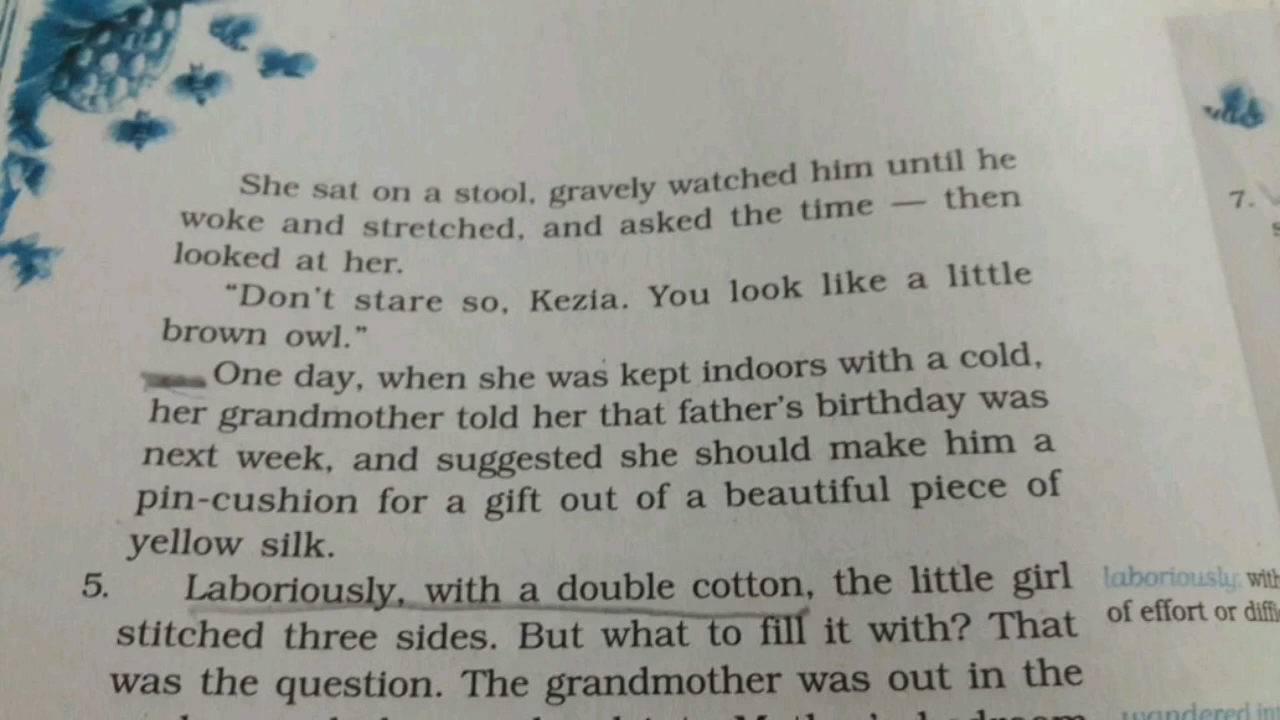 She sat on a stool, gravely watched him until he
woke and stretched, and asked the time — then
looked at her.
"Don't stare so, Kezia. You look like a little
brown owl."
One day, when she was kept indoors with a cold,
her grandmother told her that father's birthday was
next week, and suggested she should make him a
pin-cushion for a gift out of a beautiful piece of
yellow silk.
5. Laboriously, with a double cotton, the little girl
stitched three sides. But what to fill it with? That
was the question. The grandmother was out in the
laboriously: with
of effort or
wandered
7.